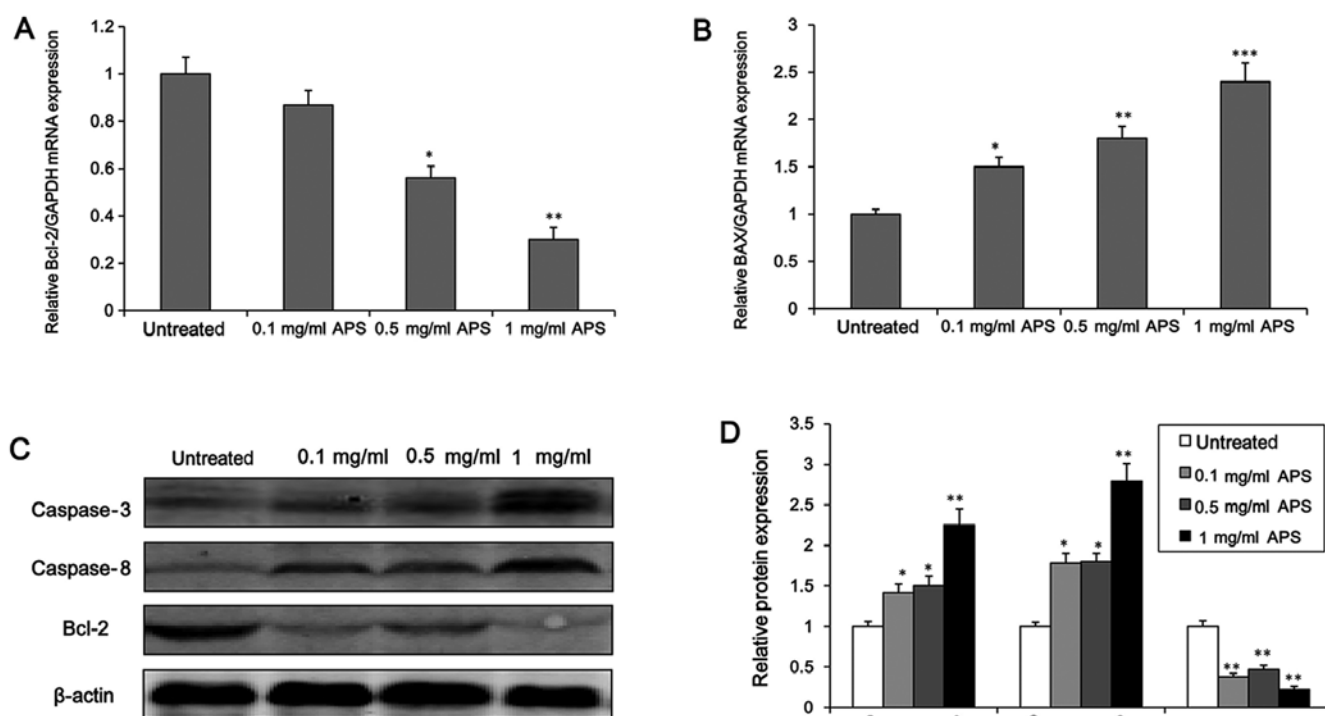 A
Relative Bcl-2/GAPDH mRNA expression
1.2
1
0.8
0.6
0.4
0.2
0
*
**
Untreated
0.1 mg/ml APS
0.5 mg/ml APS
1 mg/ml APS
B
Relative BAX/GAPDH mRNA expression
3
2.5
2
1.5
1
0.5
0
*
**
***
Untreated
0.1 mg/ml APS
0.5 mg/ml APS
1 mg/ml APS
C
Untreated 0.1 mg/ml 0.5 mg/ml 1 mg/ml
Caspase-3
Caspase-8
Bcl-2
β-actin
D
Relative protein expression
3.5
3
2.5
2
1.5
1
0.5
0
* * **
* * **
** ** **
Untreated
0.1 mg/ml APS
0.5 mg/ml APS
1 mg/ml APS